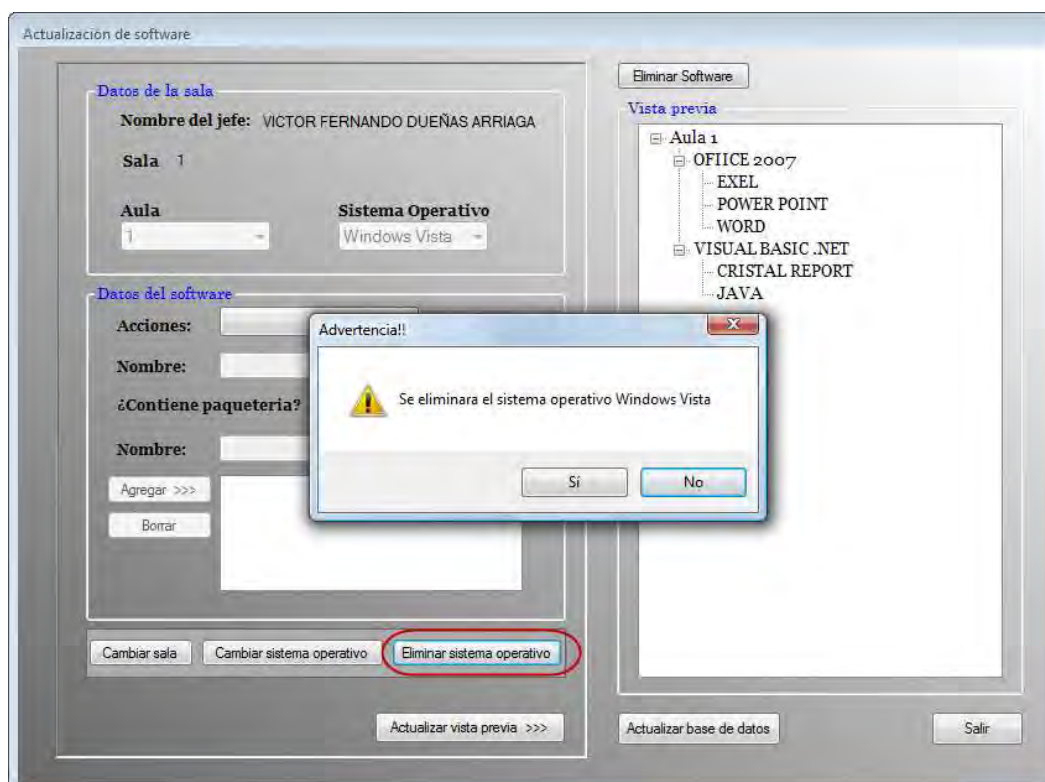 Actualización de software
Datos de la sala
Nombre del jefe: VICTOR FERNANDO DUEÑAS ARRIAGA
Sala 1
Aula
Sistema Operativo
1
Windows Vista
Datos del software
Acciones:
Nombre:
¿Contiene paqueteria?
Nombre:
Agregar >>>
Borrar
Cambiar sala
Cambiar sistema operativo
Eliminar sistema operativo
Actualizar vista previa >>>
Eliminar Software
Vista previa
Aula 1
OFIICE 2007
EXEL
POWER POINT
WORD
VISUAL BASIC .NET
CRISTAL REPORT
JAVA
Advertencia!!
Se eliminara el sistema operativo Windows Vista
Sí
No
Actualizar base de datos
Salir